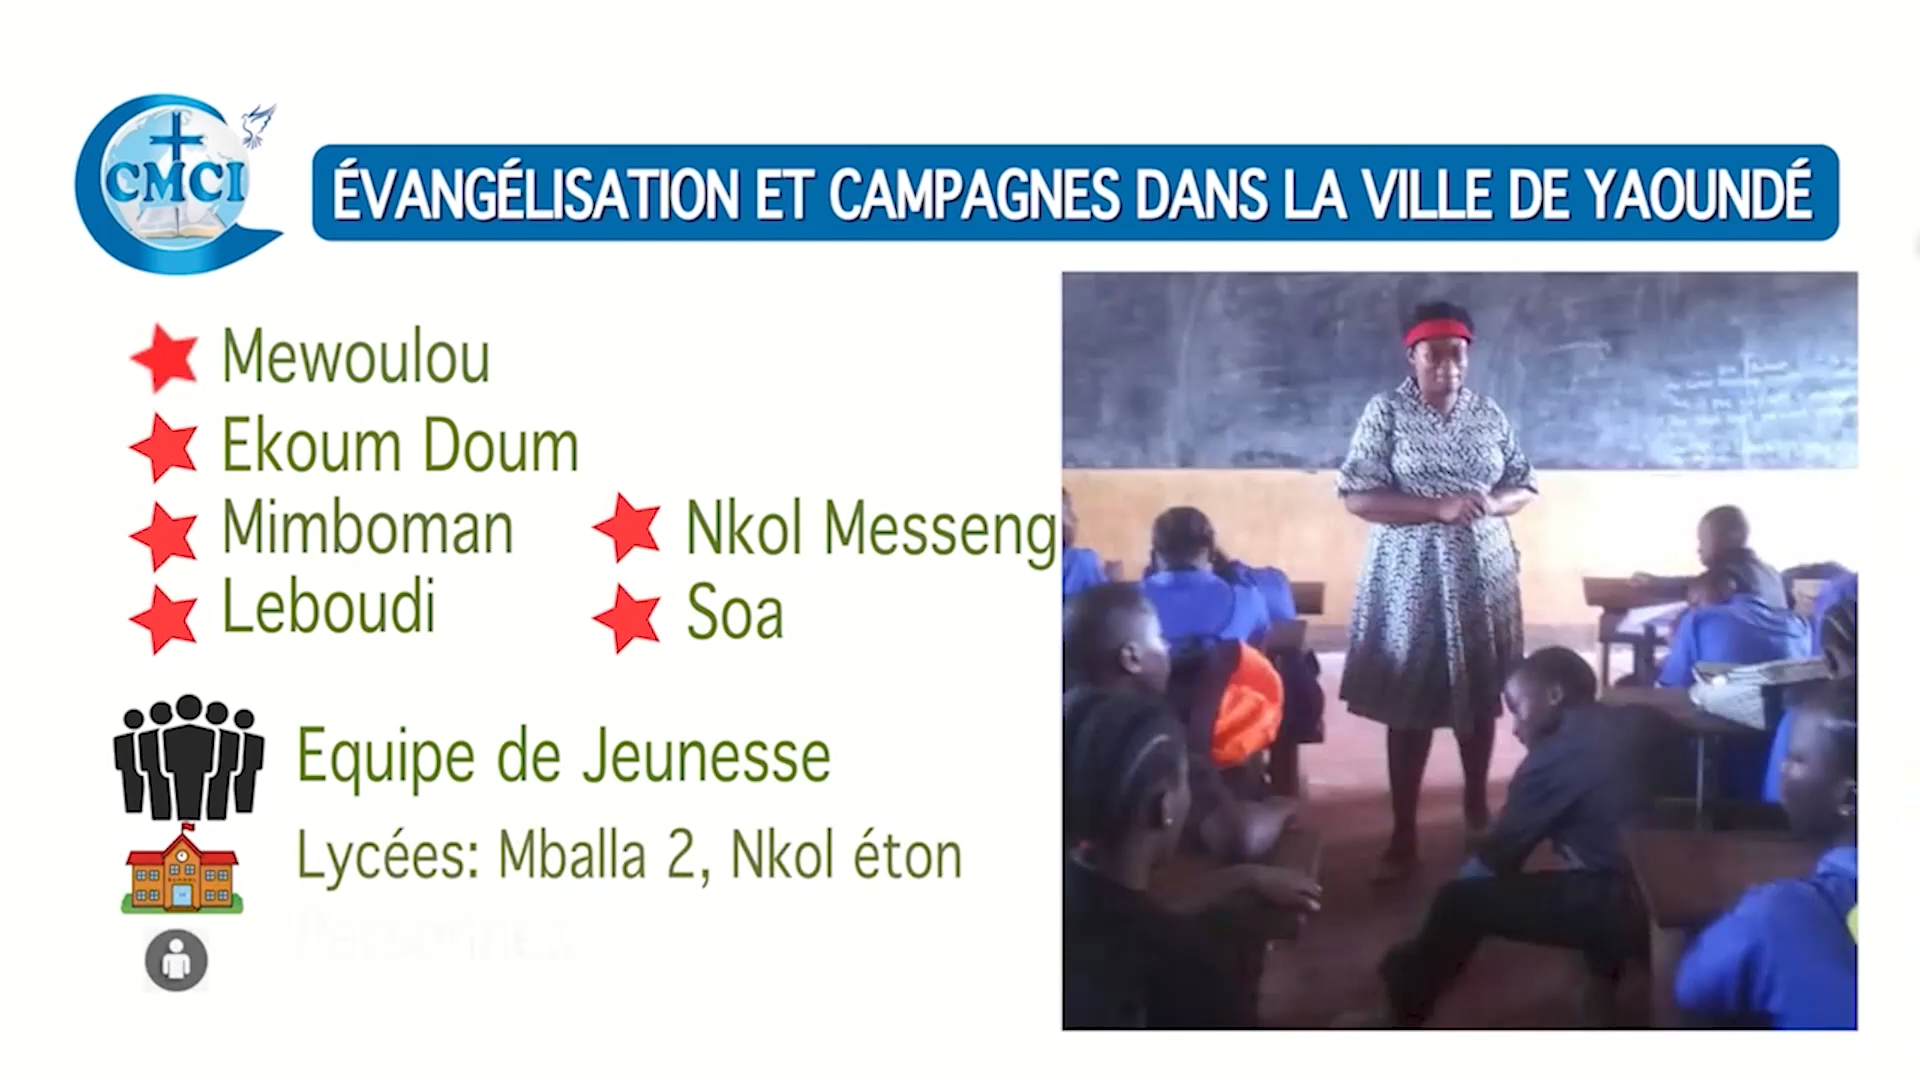 CMCI
ÉVANGÉLISATION ET CAMPAGNES DANS LA VILLE DE YAOUNDÉ
Mewoulou
Ekoum Doum
Mimboman
Nkol Messeng
Leboudi
Soa
Equipe de Jeunesse
Lycées: Mballa 2, Nkol éton
Personnes